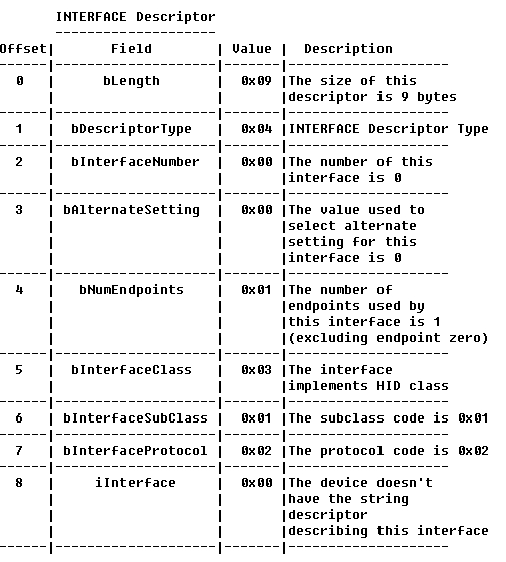 INTERFACE Descriptor
--------------------
Offset| Field | Value | Description
------|--------------------|-------|--------------------
0 | bLength | 0x09 |The size of this
| | |descriptor is 9 bytes
------|--------------------|-------|--------------------
1 | bDescriptorType | 0x04 |INTERFACE Descriptor Type
------|--------------------|-------|--------------------
2 | bInterfaceNumber | 0x00 |The number of this
| | |interface is 0
------|--------------------|-------|--------------------
3 | bAlternateSetting | 0x00 |The value used to
| | |select alternate
| | |setting for this
| | |interface is 0
------|--------------------|-------|--------------------
4 | bNumEndpoints | 0x01 |The number of
| | |endpoints used by
| | |this interface is 1
| | |(excluding endpoint zero)
------|--------------------|-------|--------------------
5 | bInterfaceClass | 0x03 |The interface
| | |implements HID class
------|--------------------|-------|--------------------
6 | bInterfaceSubClass | 0x01 |The subclass code is 0x01
------|--------------------|-------|--------------------
7 | bInterfaceProtocol | 0x02 |The protocol code is 0x02
------|--------------------|-------|--------------------
8 | iInterface | 0x00 |The device doesn't
| | |have the string
| | |descriptor
| | |describing this interface
------|--------------------|-------|--------------------